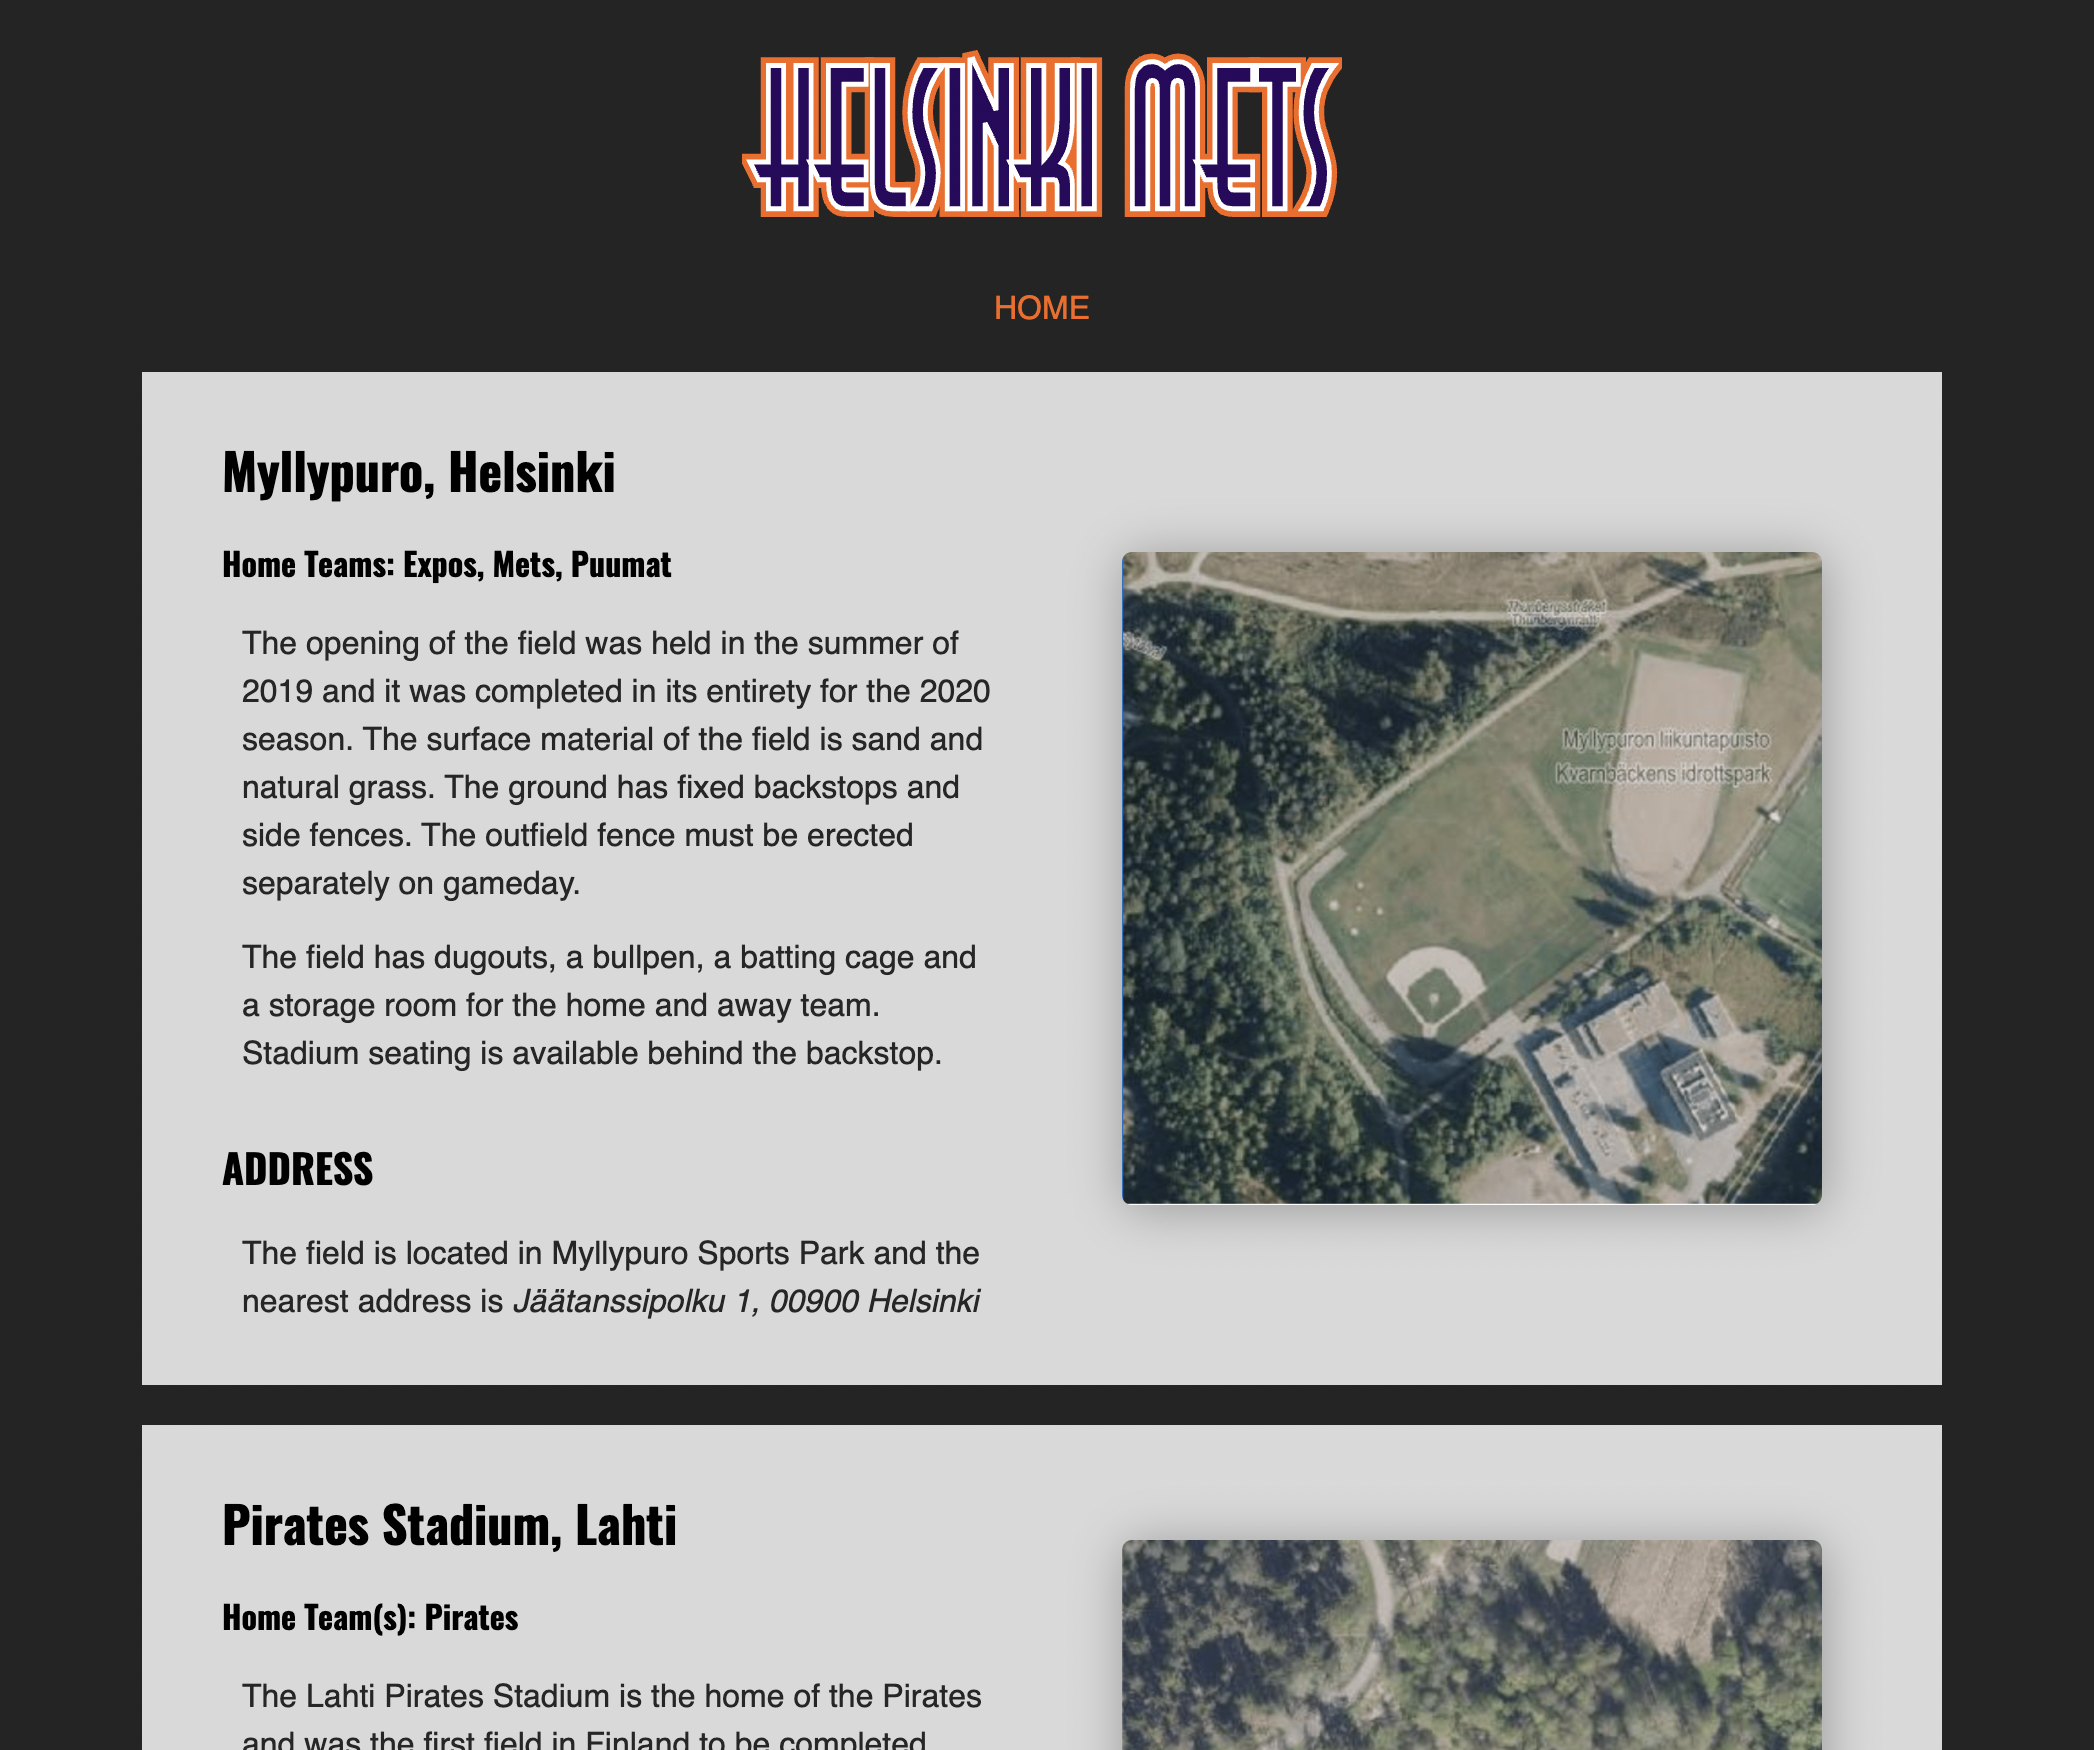 HELSINKI METS
HOME
Myllypuro, Helsinki
Home Teams: Expos, Mets, Puumat
The opening of the field was held in the summer of
2019 and it was completed in its entirety for the 2020
season. The surface material of the field is sand and
natural grass. The ground has fixed backstops and
side fences. The outfield fence must be erected
separately on gameday.
The field has dugouts, a bullpen, a batting cage and
a storage room for the home and away team.
Stadium seating is available behind the backstop.
ADDRESS
The field is located in Myllypuro Sports Park and the
nearest address is Jäätanssipolku 1, 00900 Helsinki
Thunbergsstråket
Thunberginraitti
Myllypuron liikuntapuisto
Kvarnbäckens idrottspark
Pirates Stadium, Lahti
Home Team(s): Pirates
The Lahti Pirates Stadium is the home of the Pirates
and was the first field in Finland to be completed